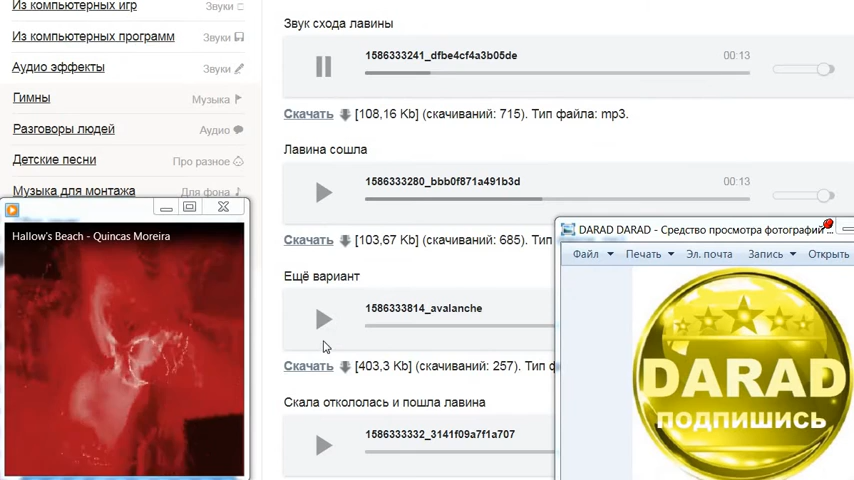 Из компьютерных игр Звуки
Из компьютерных программ Звуки
Аудио эффекты Звуки
Гимны Музыка
Разговоры людей Аудио
Детские песни Про разное
Музыка для монтажа Для фона
Hallow's Beach - Quincas Moreira
Звук схода лавины
1586333241_dfbe4cf4a3b05de 00:13
Скачать [108,16 Kb] (скачиваний: 715). Тип файла: mp3.
Лавина сошла
1586333280_bbb0f871a491b3d 00:13
Скачать [103,67 Kb] (скачиваний: 685). Тип
Ещё вариант
1586333814_avalanche
Скачать [403,3 Kb] (скачиваний: 257). Тип ф
Скала откололась и пошла лавина
1586333332_3141f09a7f1a707
DARAD DARAD - Средство просмотра фотографий ...
Файл Печать Эл. почта Запись Открыть
DARAD
подпишись